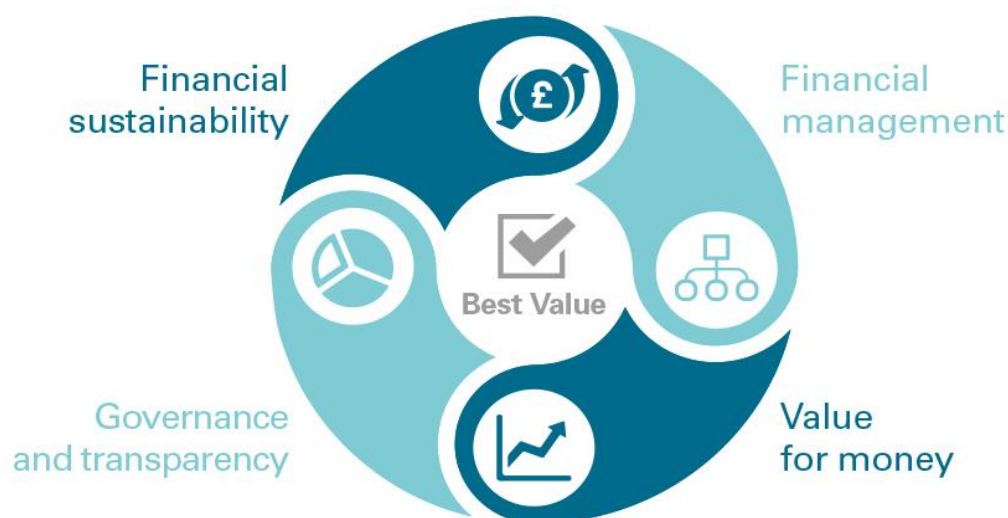 Financial
sustainability
Financial
management
£
Best Value
Governance
and transparency
Value
for money